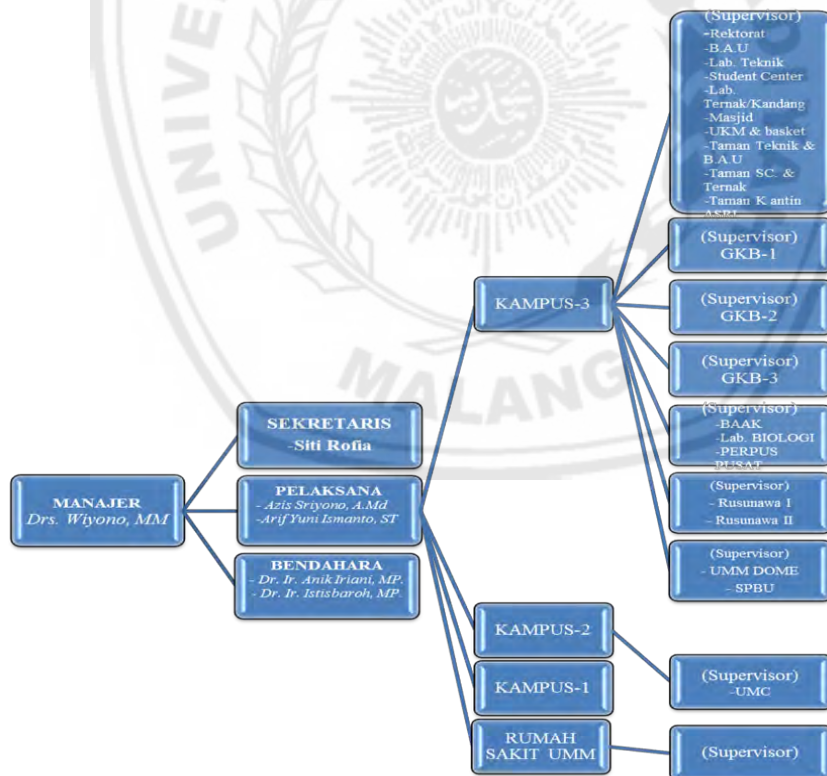 MANAJER
Drs. Wiyono, MM
SEKRETARIS
-Siti Rofia
PELAKSANA
- Azis Sriyono, A.Md
-Arif Yuni Ismanto, ST
BENDAHARA
- Dr. Ir. Anik Iriani, MP.
- Dr. Ir. Istisbaroh, MP.
KAMPUS-3
(Supervisor)
-Rektorat
-B.A.U
-Lab. Teknik
-Student Center
-Lab.
Ternak/Kandang
-Masjid
-UKM & basket
-Taman Teknik &
B.A.U
-Taman SC. &
Ternak
-Taman K antin
ASRI
(Supervisor)
GKB-1
(Supervisor)
GKB-2
(Supervisor)
GKB-3
(Supervisor)
-BAAK
-Lab. BIOLOGI
-PERPUS
PUSAT
(Supervisor)
- Rusunawa I
- Rusunawa II
(Supervisor)
- UMM DOME
- SPBU
KAMPUS-2
(Supervisor)
-UMC
KAMPUS-1
RUMAH
SAKIT UMM
(Supervisor)
MALANG